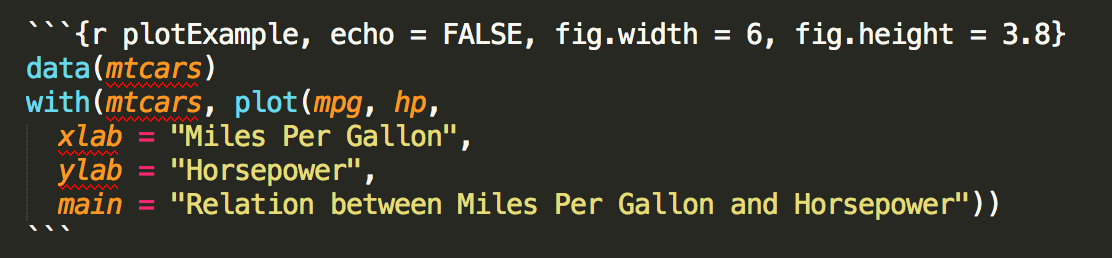 ```{r plotExample, echo = FALSE, fig.width = 6, fig.height = 3.8}
data(mtcars)
with(mtcars, plot(mpg, hp,
  xlab = "Miles Per Gallon",
  ylab = "Horsepower",
  main = "Relation between Miles Per Gallon and Horsepower"))
```